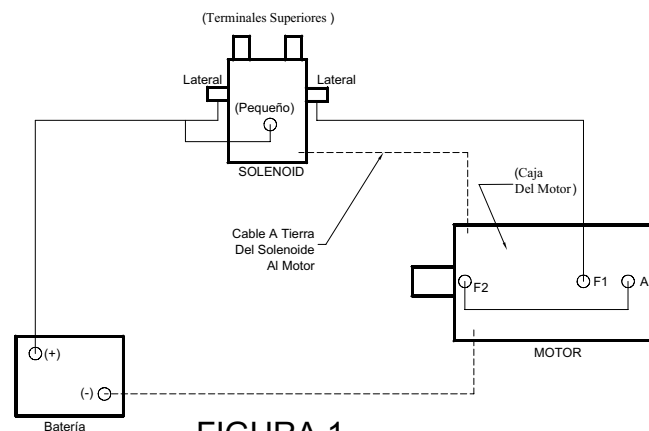 (Terminales Superiores )
Lateral
Lateral
(Pequeño)
SOLENOID
(Caja
Del Motor)
Cable A Tierra
Del Solenoide
Al Motor
F2
F1
A
MOTOR
(+)
(-)
Batería
FIGURA 1